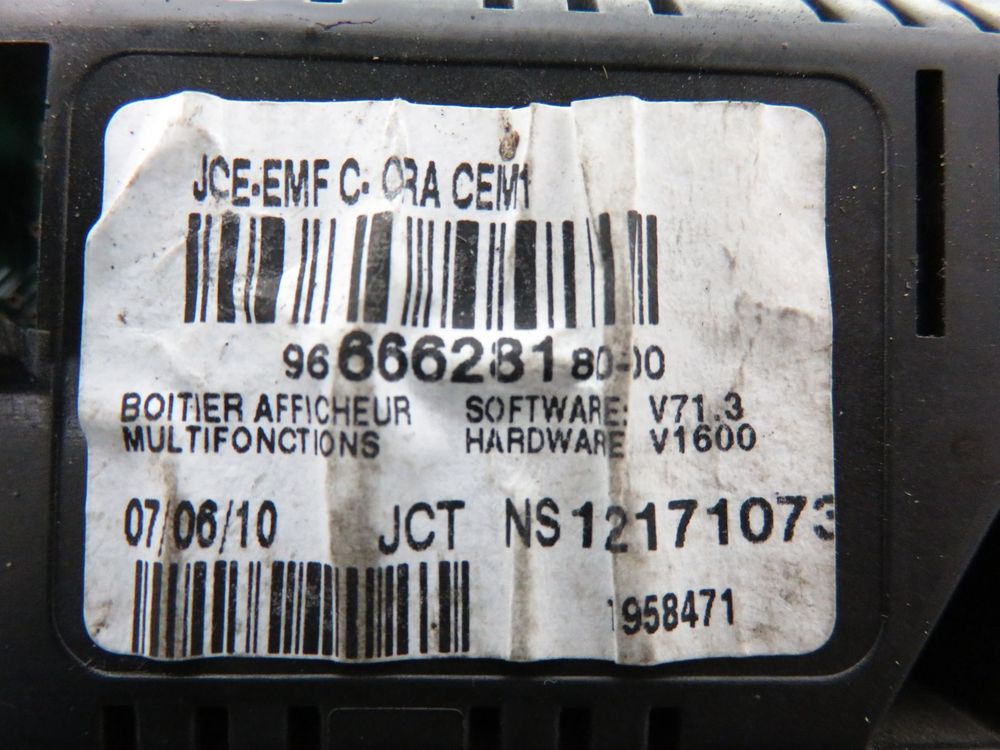 JCE-EMF C- ORA CEM1
96 666281 80-00
BOITIER AFFICHEUR SOFTWARE: V71.3
MULTIFONCTIONS HARDWARE V1600
07/06/10 JCT NS12171073
1958471